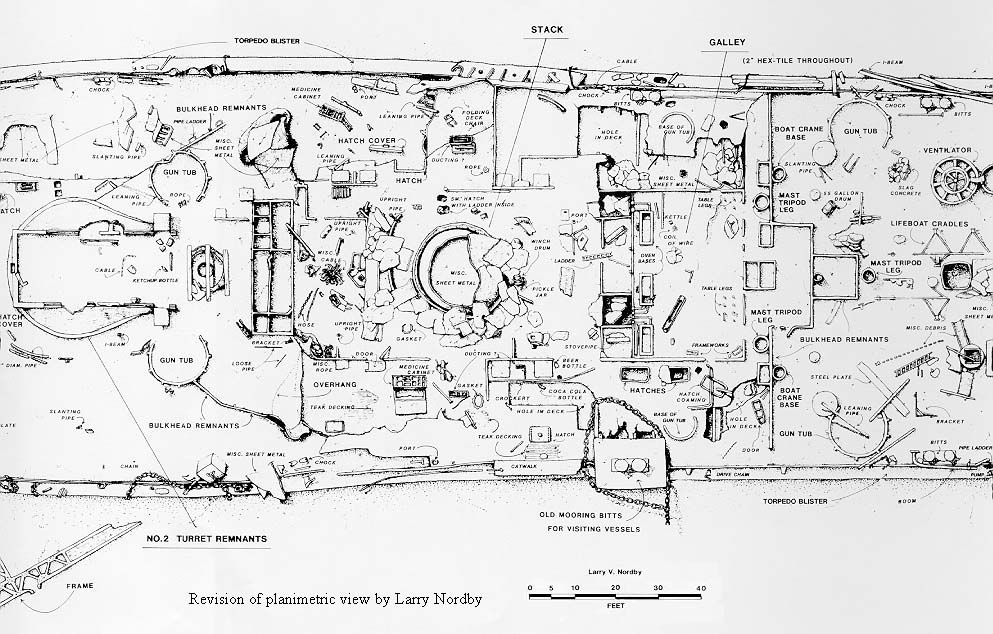 STACK
TORPEDO BLISTER
GALLEY
(2" HEX-TILE THROUGHOUT)
CABLE
I-BEAM
CHOCK
MEDICINE
CABINET
PORT
BULKHEAD REMNANTS
PIPE LADDER
LEANING PIPE
FOLDING
DECK
CHAIR
CHOCK
BITTS
HOLE
IN DECK
BASE OF
GUN TUB
BOAT CRANE
BASE
GUN TUB
CHOCK
BITTS
MISC.
SHEET
METAL
HATCH COVER
SHEET METAL
SLANTING PIPE
LEANING
PIPE
DUCTING ?
ROPE
VENTILATOR
GUN TUB
HATCH
MISC.
SHEET METAL
SLANTING
PIPE
SLAG
CONCRETE
LEANING
PIPE
ROPE
UPRIGHT
PIPE
5M" HATCH
WITH LADDER INSIDE
TABLE
LEGS
MAST
TRIPOD
LEG
55 GALLON
DRUM
UPRIGHT
PIPE
PORT
KETTLE
COIL
OF WIRE
LIFEBOAT CRADLES
WINCH
DRUM
MISC.
CABLE
LADDER
OVEN
BASES
MAST TRIPOD
LEG
CABLE
KETCHUP BOTTLE
MISC.
SHEET METAL
PICKLE
JAR
TABLE LEGS
HATCH
COVER
HOSE
UPRIGHT
PIPE
MAST TRIPOD
LEG
MISC. DEBRIS
I-BEAM
BRACKET
GASKET
STOVEPIPE
FRAMEWORKS
BULKHEAD REMNANTS
DOOR
DUCTING ?
GUN TUB
LOOSE
PIPE
MISC.
ROPE
MEDICINE
CABINET
BEER
BOTTLE
" DIAM. PIPE
OVERHANG
GASKET
COCA COLA
BOTTLE
HATCHES
STEEL PLATE
CROCKERY
HATCH
COAMING
BOAT
CRANE
BASE
SLANTING
PIPE
TEAK DECKING
HOLE IN DECK
BASE OF
GUN TUB
HOLE
IN DECK
LEANING
PIPE
BRACKET
BULKHEAD REMNANTS
TEAK DECKING
HATCH
GUN TUB
BITTS
PIPE LADDER
MISC. SHEET METAL
PORT
DOOR
CHAIN
CHOCK
CATWALK
DRIVE CHAIN
TORPEDO BLISTER
BOOM
OLD MOORING BITTS
FOR VISITING VESSELS
NO.2 TURRET REMNANTS
FRAME
Larry V. Nordby
0 5 10 20 30 40
FEET
Revision of planimetric view by Larry Nordby